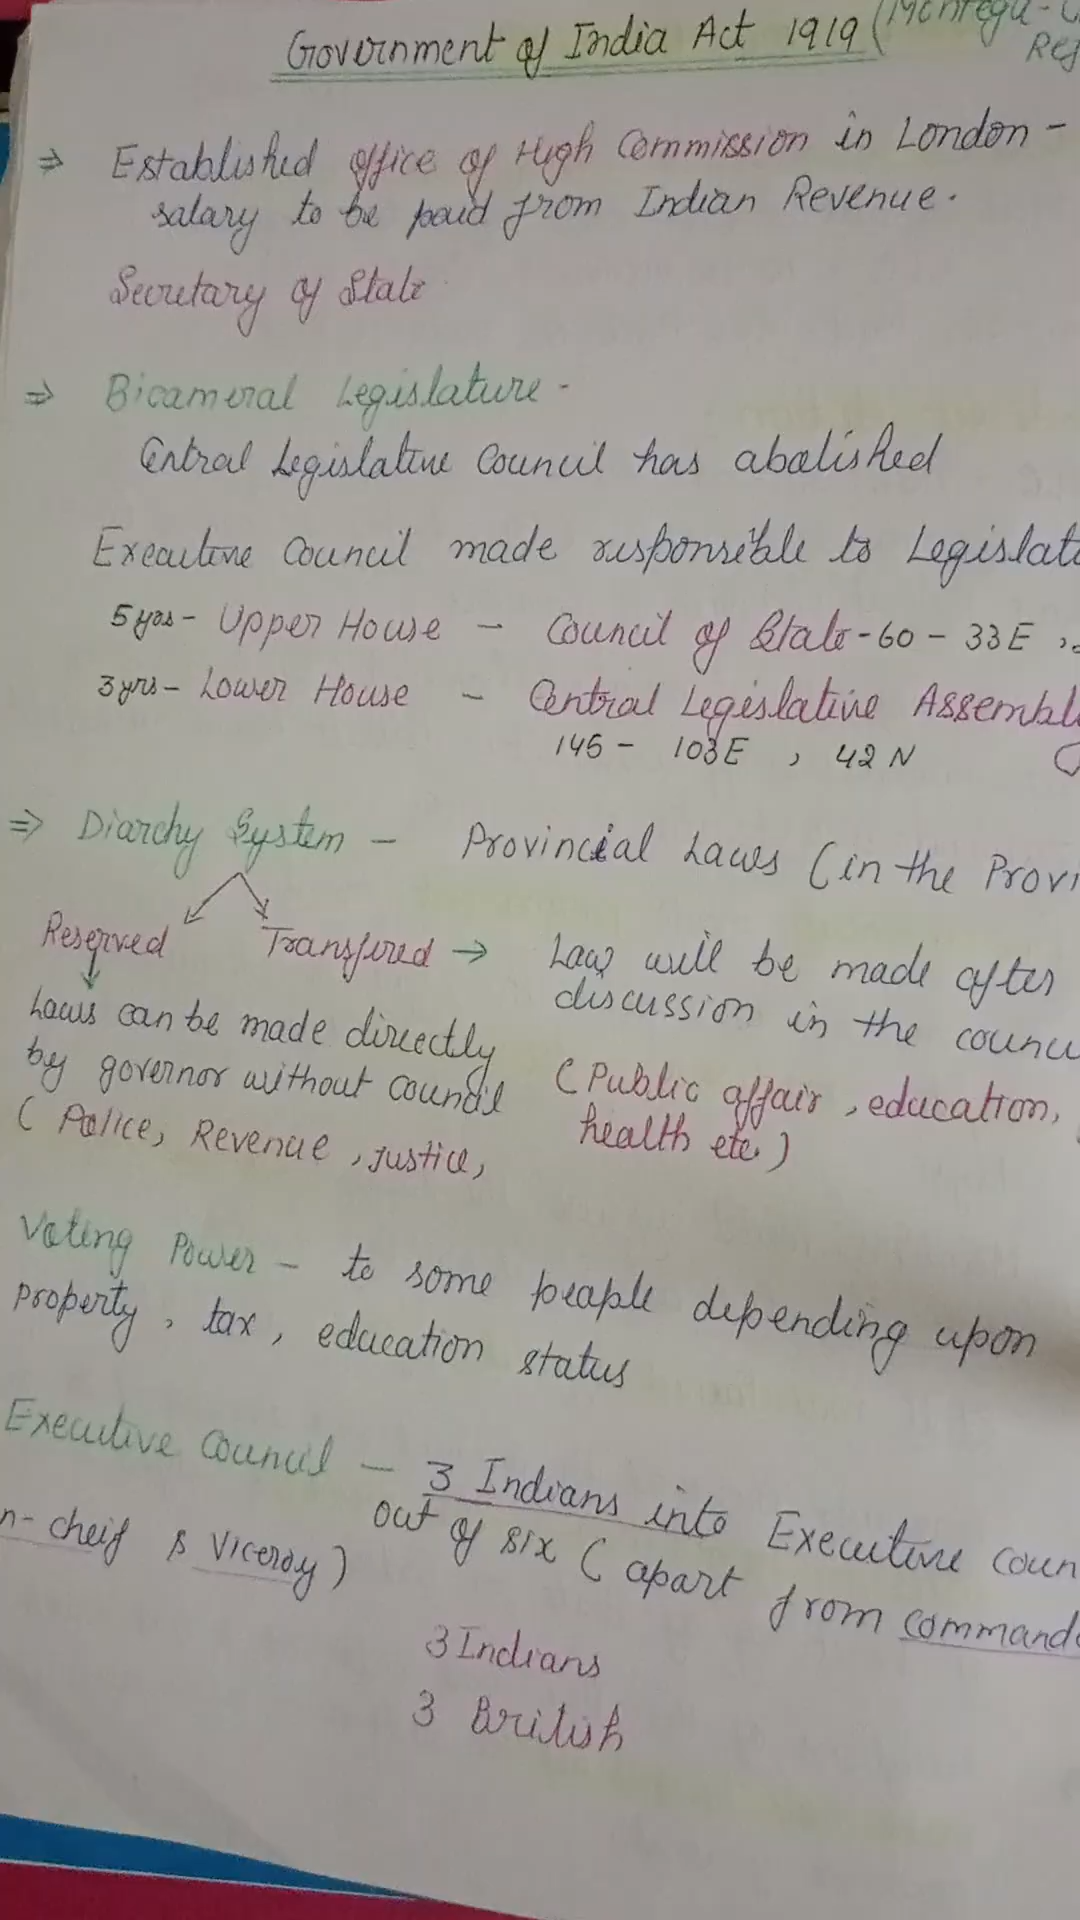 Government of India Act 1919 (Montegu-
Established office of High Commission in London -
salary to be paid from Indian Revenue.
Secretary of State
⇒ Bicameral Legislature -
Central Legislative Council has abolished
Executive Council made responsible to Legislat
5 yrs - Upper House - Council of State - 60 - 33E,
3 yrs - Lower House - Central Legislative Assembl
145 - 103E , 42 N
⇒ Diarchy System - Provincial Laws (in the Provi
Reserved Transfired → Law will be made after
discussion in the counc
Laws can be made directly
by governor without council
(Public affair, education,
health etc)
(Police, Revenue, Justice,
Voting Power - to some people depending upon
property, tax, education status
Executive Council - 3 Indians into Executive coun
out of six (apart from command
n-cheif & Viceroy)
3 Indians
3 British